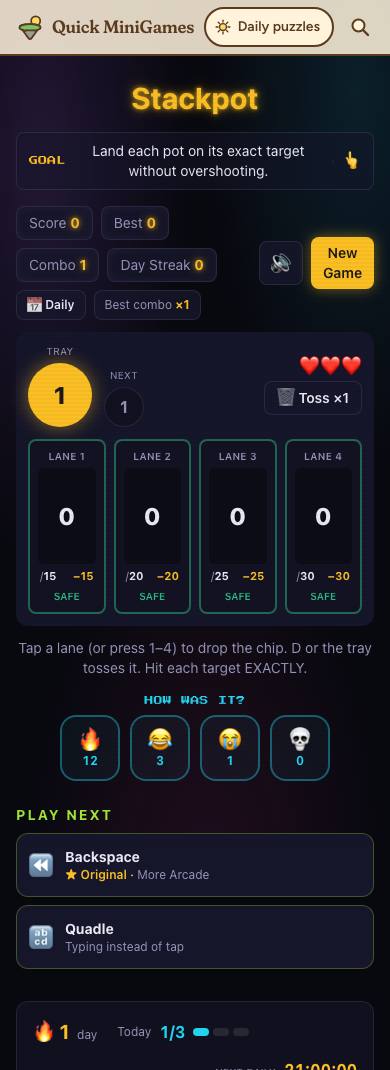 Quick MiniGames
Daily puzzles
Stackpot
GOAL
Land each pot on its exact target
without overshooting.
Score 0
Best 0
Combo 1
Day Streak 0
New
Game
Daily
Best combo ×1
TRAY
1
NEXT
1
Toss ×1
LANE 1
LANE 2
LANE 3
LANE 4
0
0
0
0
/15 −15
/20 −20
/25 −25
/30 −30
SAFE
SAFE
SAFE
SAFE
Tap a lane (or press 1–4) to drop the chip. D or the tray
tosses it. Hit each target EXACTLY.
HOW WAS IT?
12
3
1
0
PLAY NEXT
Backspace
Original · More Arcade
abcd
Quadle
Typing instead of tap
1 day
Today 1/3